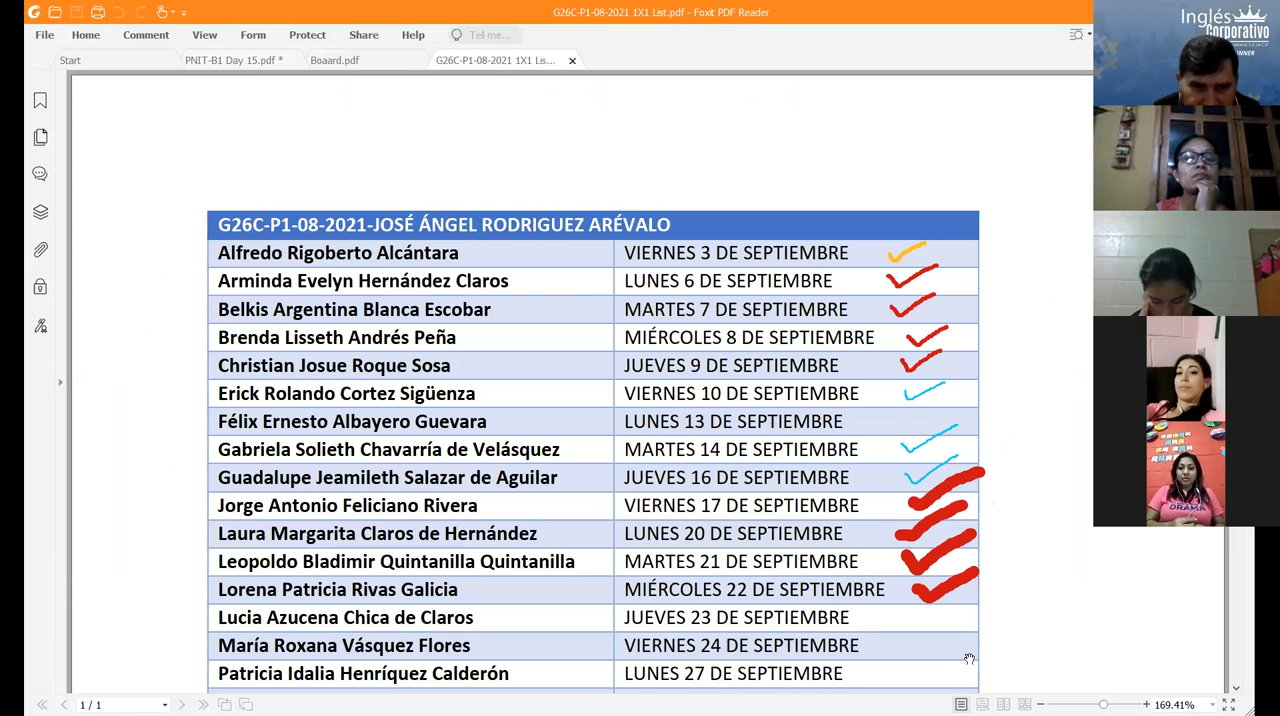 G26C-P1-08-2021 1X1 List.pdf - Foxit PDF Reader
File Home Comment View Form Protect Share Help Tell me...
Start PNIT-B1 Day 15.pdf * Boaard.pdf G26C-P1-08-2021 1X1 Lis...
Inglés
Corporativo
G26C-P1-08-2021-JOSÉ ÁNGEL RODRIGUEZ ARÉVALO
Alfredo Rigoberto Alcántara VIERNES 3 DE SEPTIEMBRE
Arminda Evelyn Hernández Claros LUNES 6 DE SEPTIEMBRE
Belkis Argentina Blanca Escobar MARTES 7 DE SEPTIEMBRE
Brenda Lisseth Andrés Peña MIÉRCOLES 8 DE SEPTIEMBRE
Christian Josue Roque Sosa JUEVES 9 DE SEPTIEMBRE
Erick Rolando Cortez Sigüenza VIERNES 10 DE SEPTIEMBRE
Félix Ernesto Albayero Guevara LUNES 13 DE SEPTIEMBRE
Gabriela Solieth Chavarría de Velásquez MARTES 14 DE SEPTIEMBRE
Guadalupe Jeamileth Salazar de Aguilar JUEVES 16 DE SEPTIEMBRE
Jorge Antonio Feliciano Rivera VIERNES 17 DE SEPTIEMBRE
Laura Margarita Claros de Hernández LUNES 20 DE SEPTIEMBRE
Leopoldo Bladimir Quintanilla Quintanilla MARTES 21 DE SEPTIEMBRE
Lorena Patricia Rivas Galicia MIÉRCOLES 22 DE SEPTIEMBRE
Lucia Azucena Chica de Claros JUEVES 23 DE SEPTIEMBRE
María Roxana Vásquez Flores VIERNES 24 DE SEPTIEMBRE
Patricia Idalia Henríquez Calderón LUNES 27 DE SEPTIEMBRE
DRAMA
1 / 1
169.41%